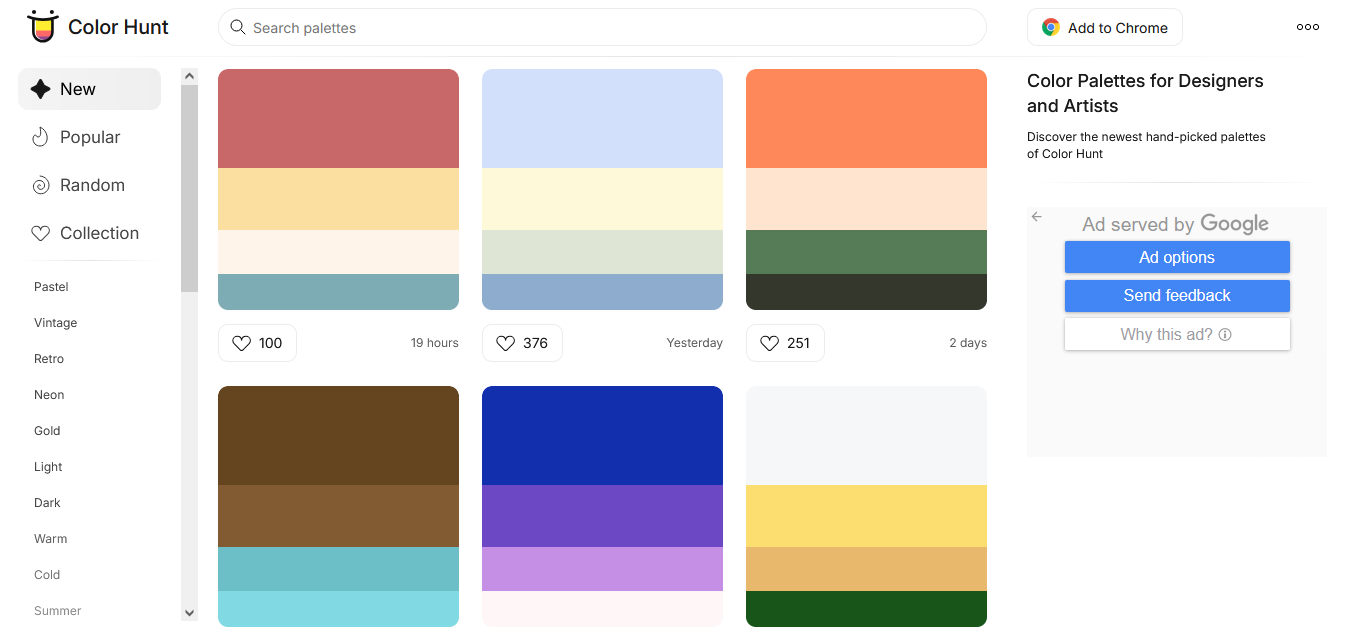 Color Hunt
Search palettes
Add to Chrome
New
Popular
Random
Collection
Pastel
Vintage
Retro
Neon
Gold
Light
Dark
Warm
Cold
Summer
100
19 hours
376
Yesterday
251
2 days
Color Palettes for Designers
and Artists
Discover the newest hand-picked palettes
of Color Hunt
Ad served by Google
Ad options
Send feedback
Why this ad?